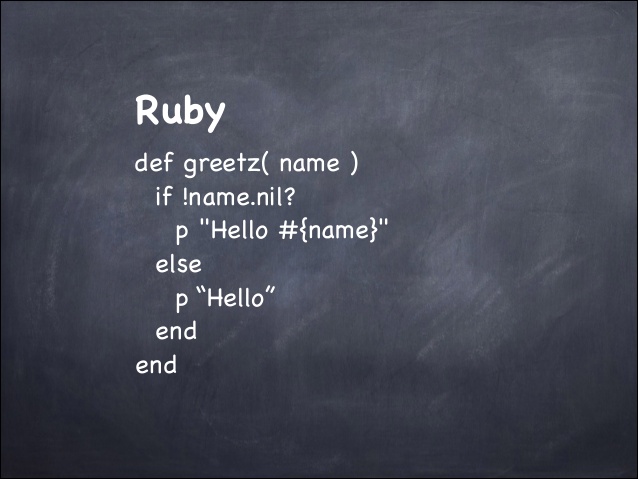 Ruby
def greetz( name )
if !name.nil?
p "Hello #{name}"
else
p “Hello”
end
end